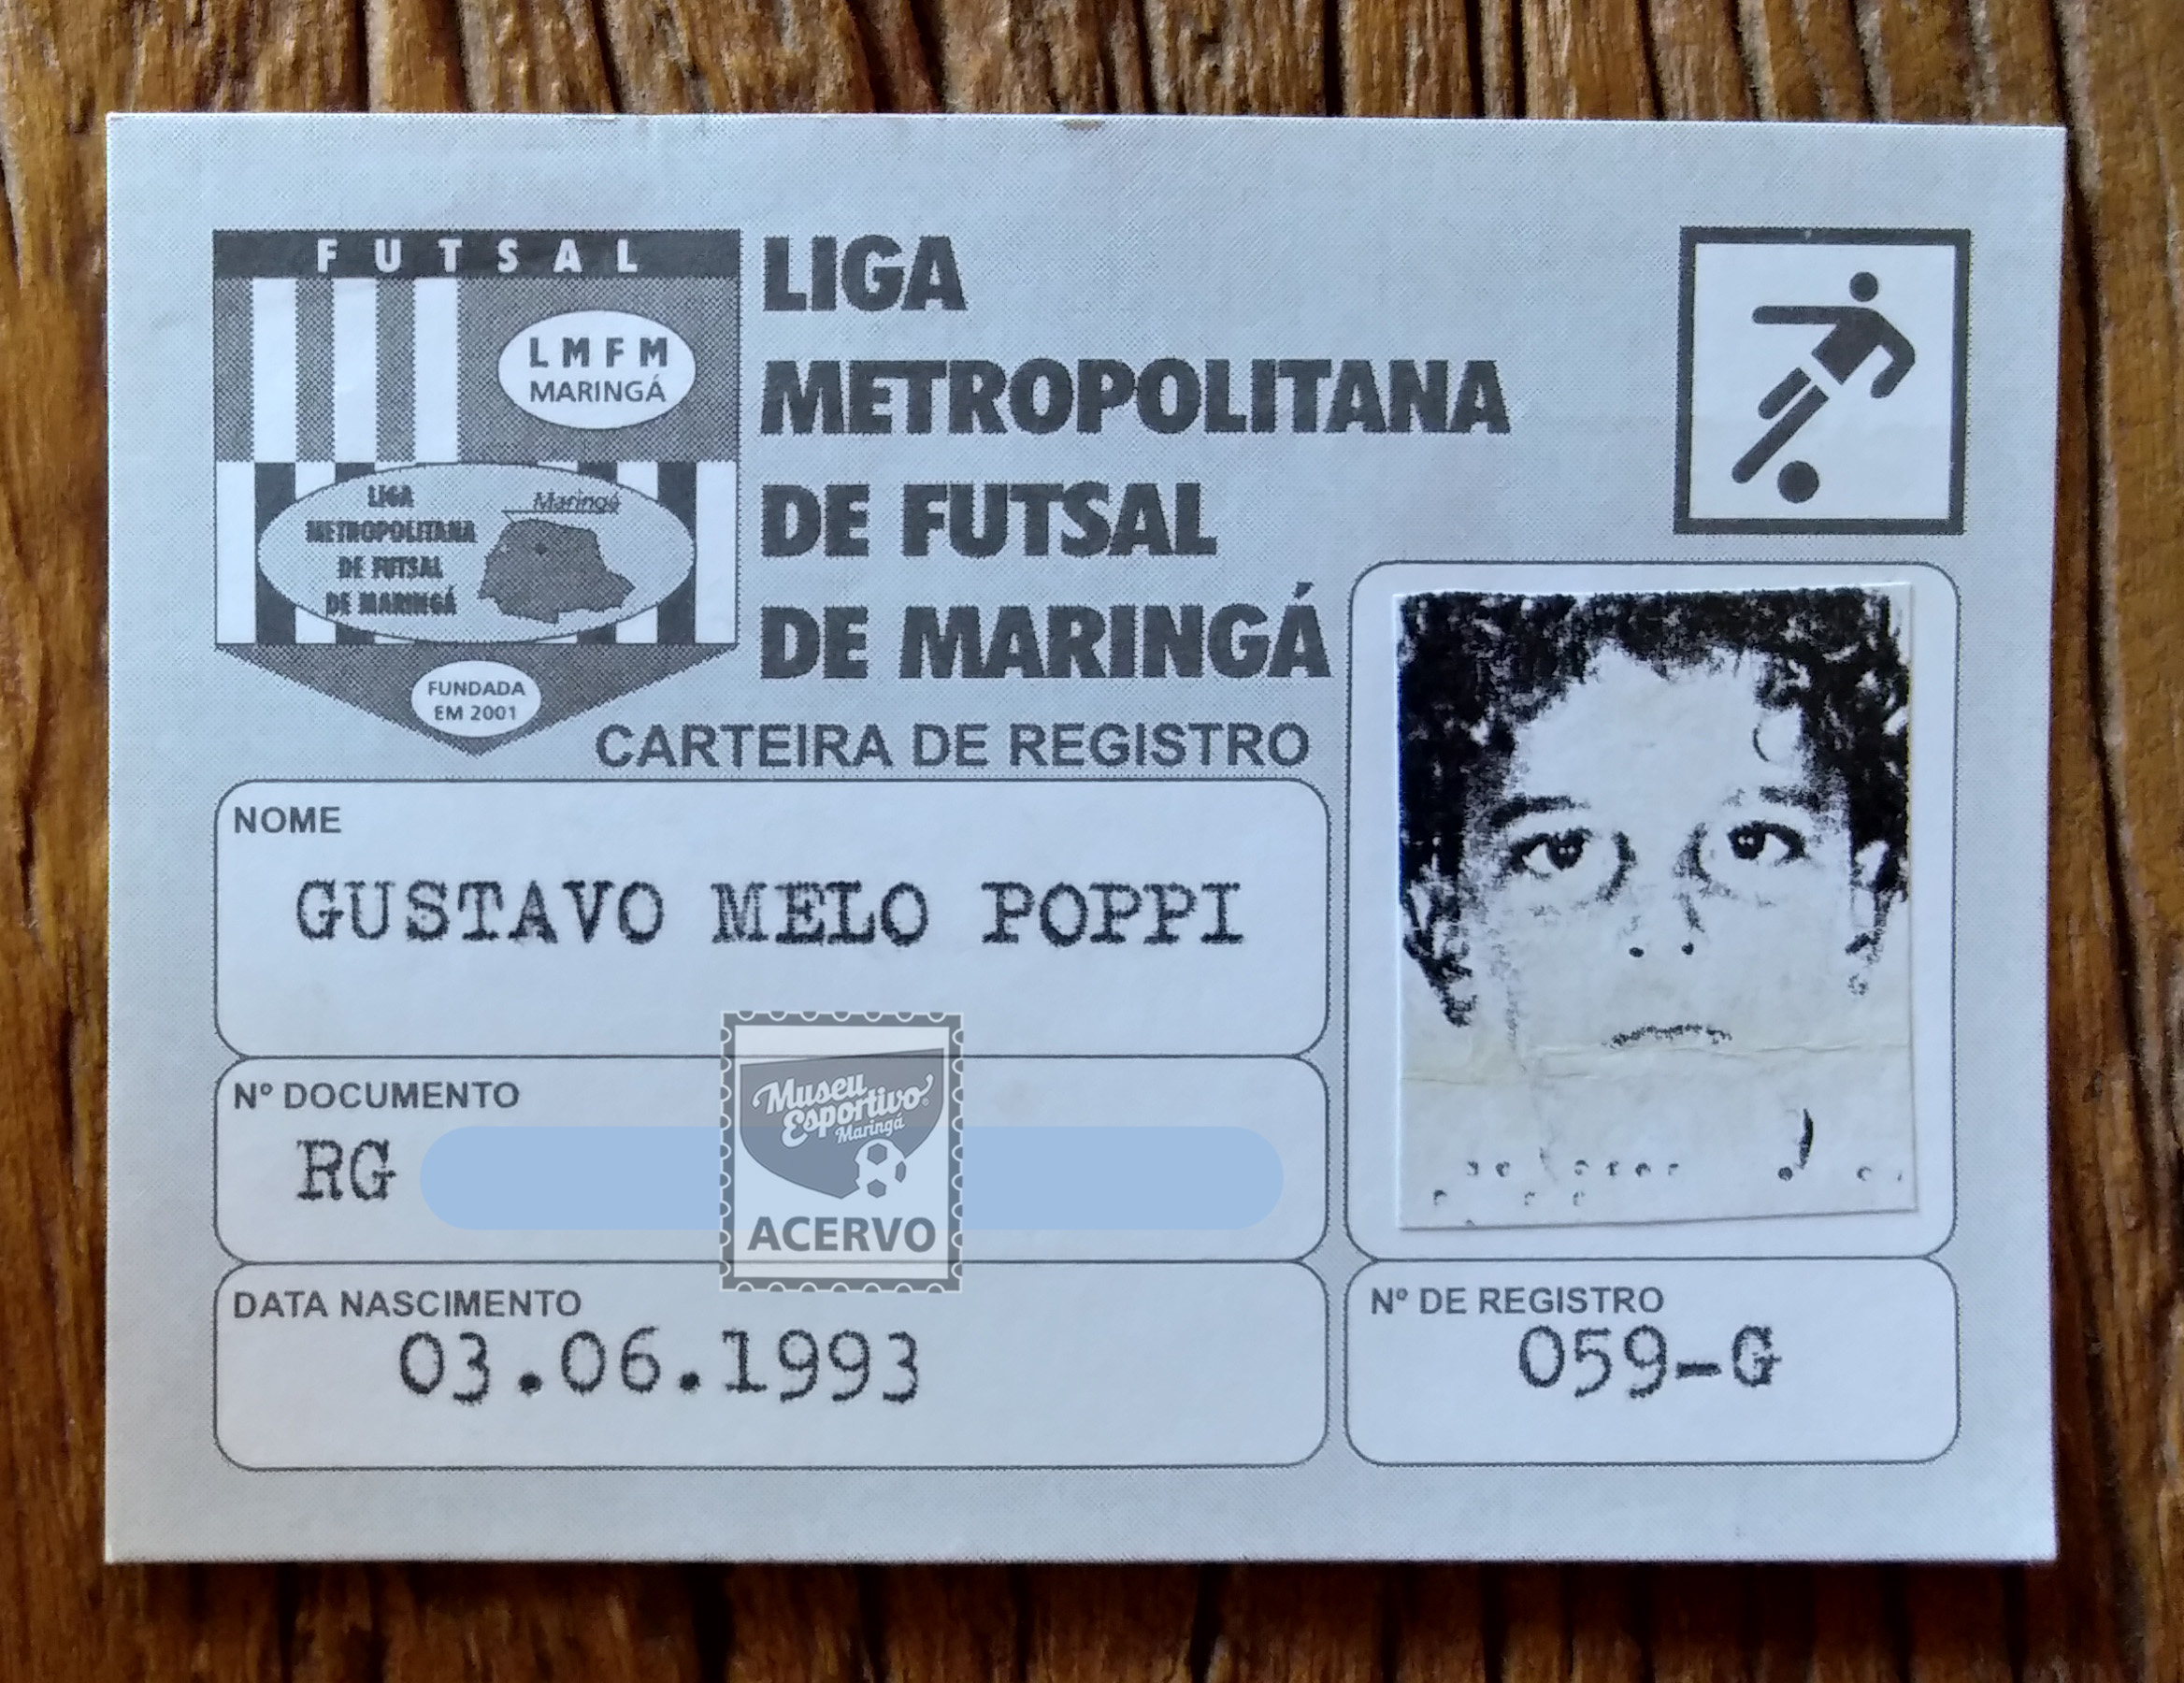 FUTSAL
LMFM
MARINGÁ
LIGA
METROPOLITANA
DE FUTSAL
DE MARINGÁ
Maringá
FUNDADA
EM 2001
LIGA
METROPOLITANA
DE FUTSAL
DE MARINGÁ
CARTEIRA DE REGISTRO
NOME
GUSTAVO MELO POPPI
Nº DOCUMENTO
RG
Museu
Esportivo
Maringá
ACERVO
DATA NASCIMENTO
03.06.1993
Nº DE REGISTRO
059-G